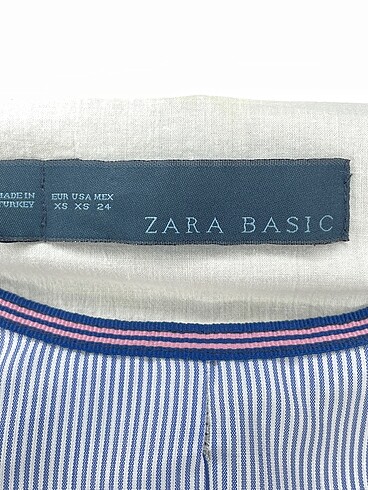 MADE IN
TURKEY
EUR USA MEX
XS XS 24
ZARA BASIC